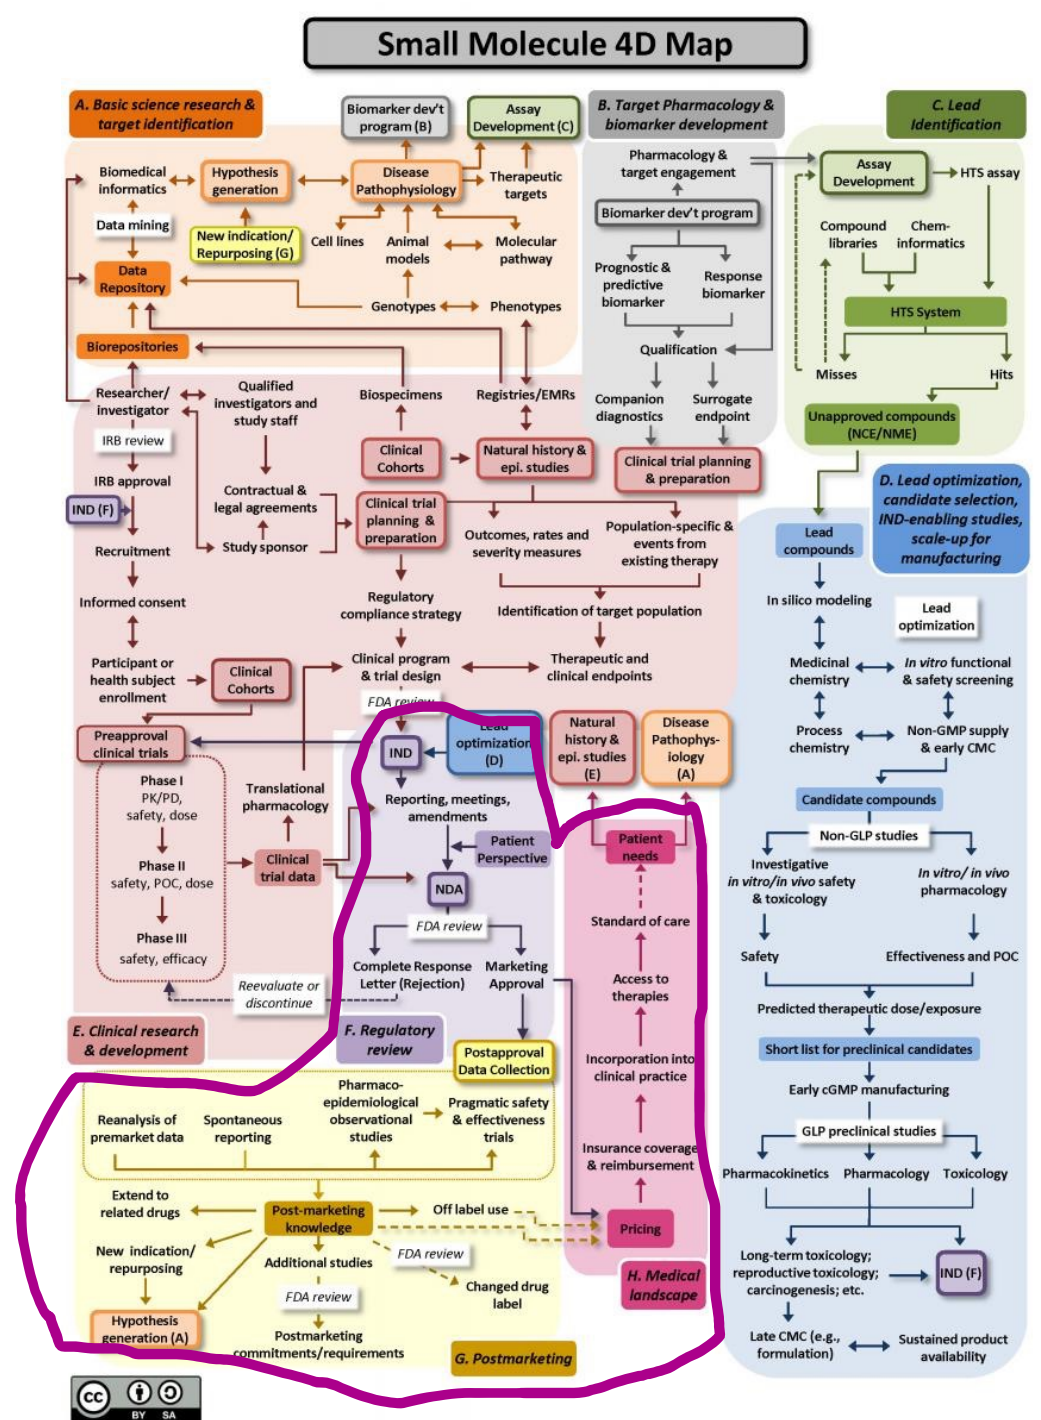 Small Molecule 4D Map
A. Basic science research &
target identification
Biomarker dev't
program (B)
Assay
Development (C)
Biomedical
informatics
Hypothesis
generation
Disease
Pathophysiology
Therapeutic
targets
Data mining
New indication/
Repurposing (G)
Cell lines
Animal
models
Molecular
pathway
Data
Repository
Genotypes
Phenotypes
Biorepositories
B. Target Pharmacology &
biomarker development
Pharmacology &
target engagement
Biomarker dev't program
Prognostic &
predictive
biomarker
Response
biomarker
Qualification
Companion
diagnostics
Surrogate
endpoint
Clinical trial planning
& preparation
C. Lead
Identification
Assay
Development
HTS assay
Compound
libraries
Chem-
informatics
HTS System
Misses
Hits
Unapproved compounds
(NCE/NME)
D. Lead optimization,
candidate selection,
IND-enabling studies,
scale-up for
manufacturing
Lead
compounds
In silico modeling
Lead
optimization
Medicinal
chemistry
In vitro functional
& safety screening
Process
chemistry
Non-GMP supply
& early CMC
Candidate compounds
Non-GLP studies
Investigative
in vitro/in vivo safety
& toxicology
In vitro/ in vivo
pharmacology
Safety
Effectiveness and POC
Predicted therapeutic dose/exposure
Short list for preclinical candidates
Early cGMP manufacturing
GLP preclinical studies
Pharmacokinetics
Pharmacology
Toxicology
Long-term toxicology;
reproductive toxicology;
carcinogenesis; etc.
IND (F)
Late CMC (e.g.,
formulation)
Sustained product
availability
Researcher/
investigator
Qualified
investigators and
study staff
Biospecimens
Registries/EMRs
IRB review
IRB approval
Clinical
Cohorts
Natural history &
epi. studies
IND (F)
Contractual &
legal agreements
Clinical trial
planning &
preparation
Study sponsor
Outcomes, rates and
severity measures
Population-specific &
events from
existing therapy
Recruitment
Informed consent
Regulatory
compliance strategy
Identification of target population
Participant or
health subject
enrollment
Clinical
Cohorts
Clinical program
& trial design
Therapeutic and
clinical endpoints
FDA review
Preapproval
clinical trials
Phase I
PK/PD,
safety, dose
Phase II
safety, POC, dose
Phase III
safety, efficacy
Translational
pharmacology
Clinical
trial data
Reevaluate or
discontinue
E. Clinical research
& development
IND
Lead
optimization
(D)
Natural
history &
epi. studies
(E)
Disease
Pathophys-
iology
(A)
Reporting, meetings,
amendments
Patient
Perspective
NDA
FDA review
Complete Response
Letter (Rejection)
Marketing
Approval
F. Regulatory
review
Patient
needs
Standard of care
Access to
therapies
Incorporation into
clinical practice
Insurance coverage
& reimbursement
Pricing
H. Medical
landscape
Postapproval
Data Collection
Reanalysis of
premarket data
Spontaneous
reporting
Pharmaco-
epidemiological
observational
studies
Pragmatic safety
& effectiveness
trials
Extend to
related drugs
Post-marketing
knowledge
Off label use
New indication/
repurposing
Additional studies
FDA review
Changed drug
label
FDA review
Hypothesis
generation (A)
Postmarketing
commitments/requirements
G. Postmarketing
cc
BY SA